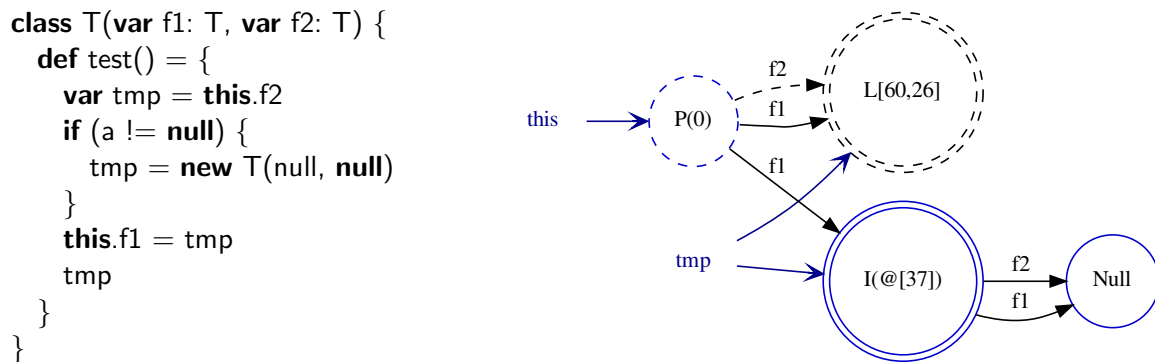 class T(var f1: T, var f2: T) {
def test() = {
var tmp = this.f2
if (a != null) {
tmp = new T(null, null)
}
this.f1 = tmp
tmp
}
}
f2
L[60,26]
this
P(0)
f1
f1
tmp
I(@[37])
f2
Null
f1